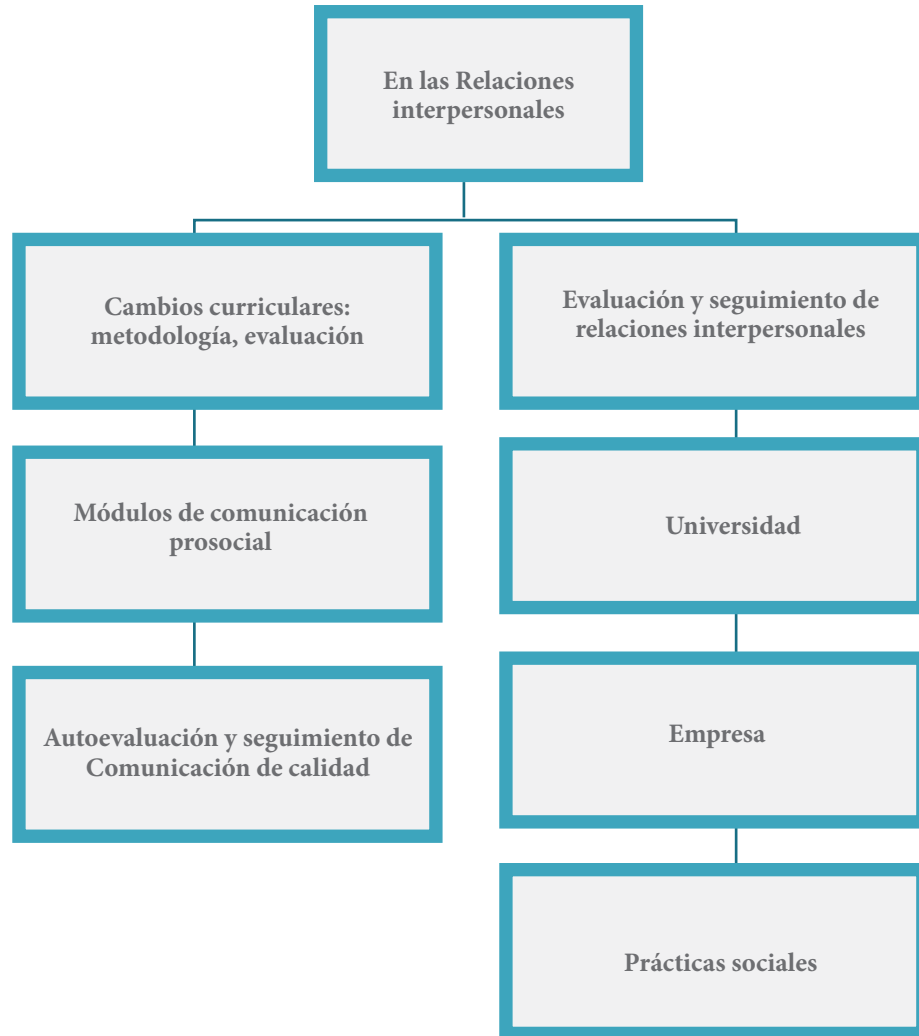 En las Relaciones
interpersonales
Cambios curriculares:
metodología, evaluación
Evaluación y seguimiento de
relaciones interpersonales
Módulos de comunicación
prosocial
Universidad
Autoevaluación y seguimiento de
Comunicación de calidad
Empresa
Prácticas sociales